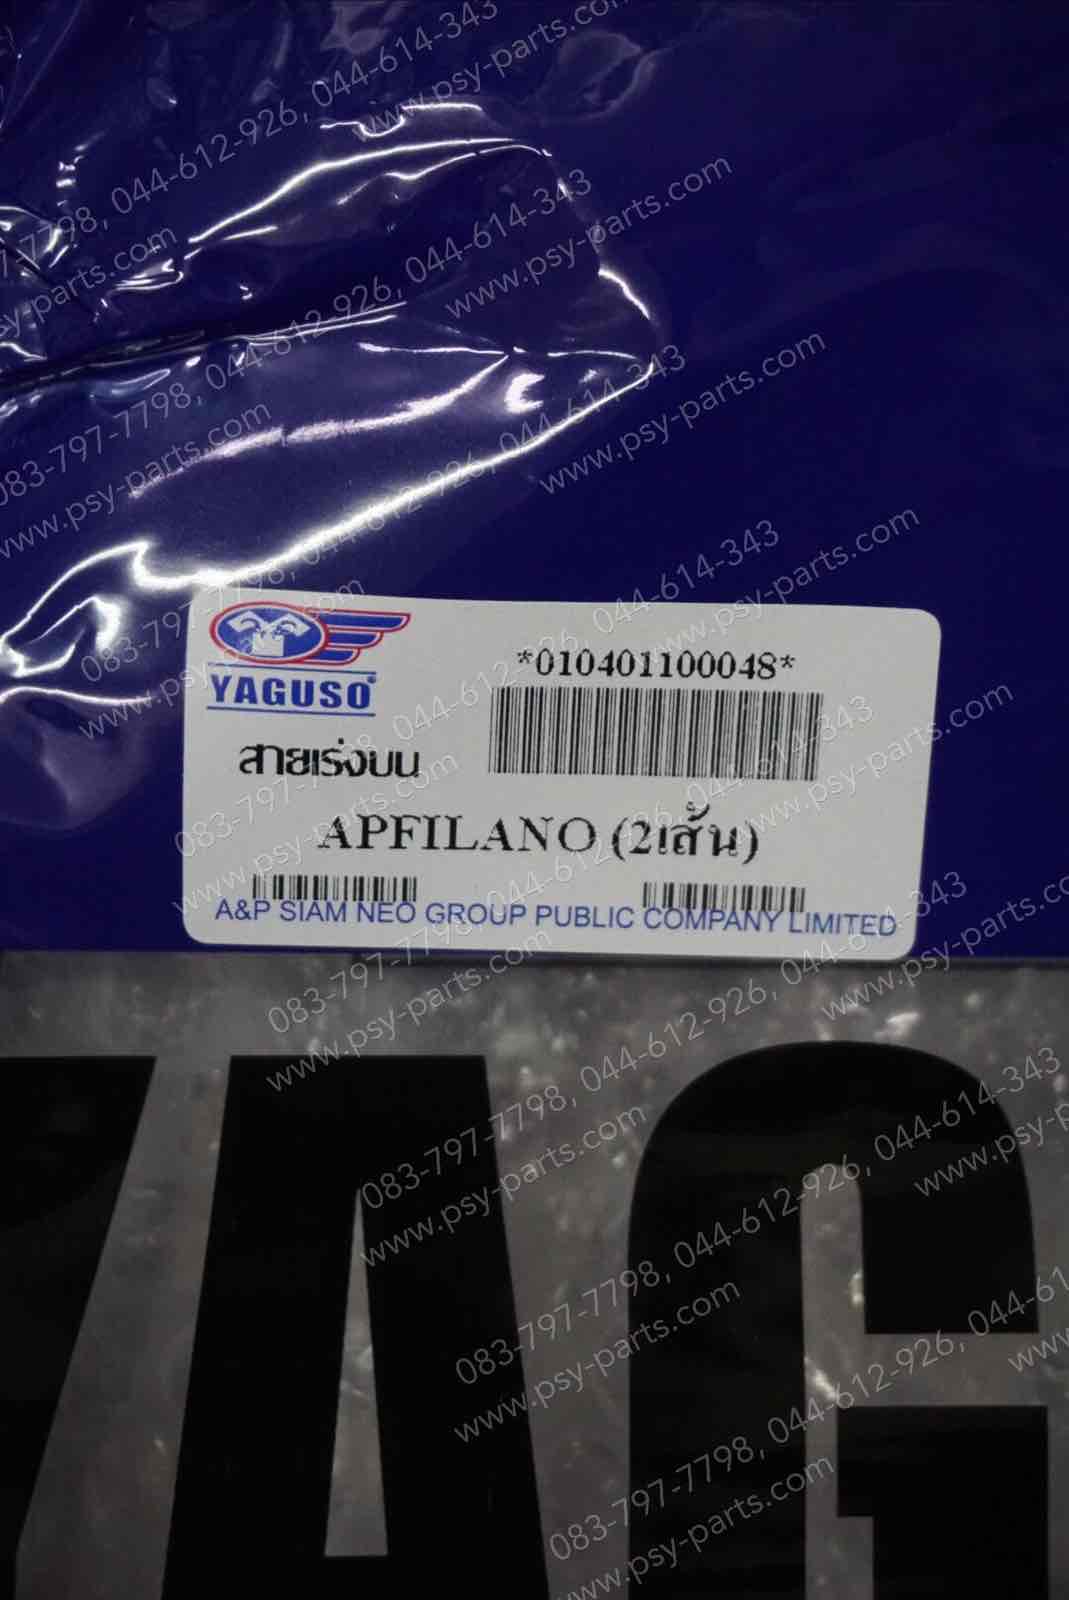 YAGUSO
*010401100048*
สายเร่งบน
APFILANO (2เส้น)
A&P SIAM NEO GROUP PUBLIC COMPANY LIMITED
YAG
083-797-7798, 044-612-926, 044-614-343
www.psy-parts.com